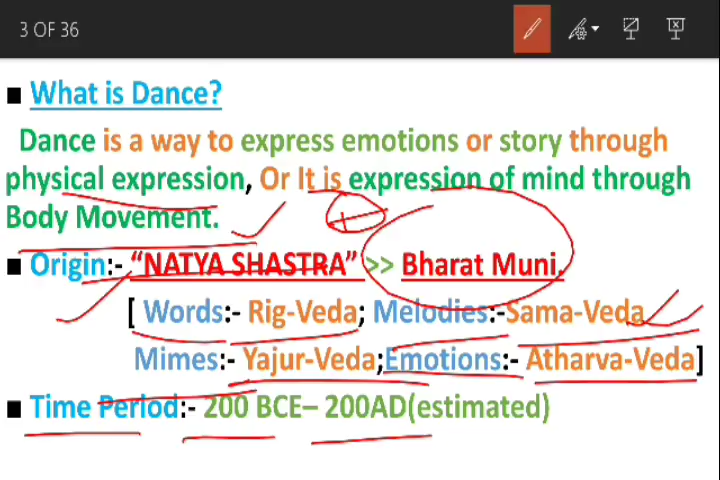 3 OF 36
■ What is Dance?
Dance is a way to express emotions or story through
physical expression, Or It is expression of mind through
Body Movement.
■ Origin:- “NATYA SHASTRA” >> Bharat Muni.
[ Words:- Rig-Veda; Melodies:-Sama-Veda
Mimes:- Yajur-Veda;Emotions:- Atharva-Veda]
■ Time Period:- 200 BCE– 200AD(estimated)